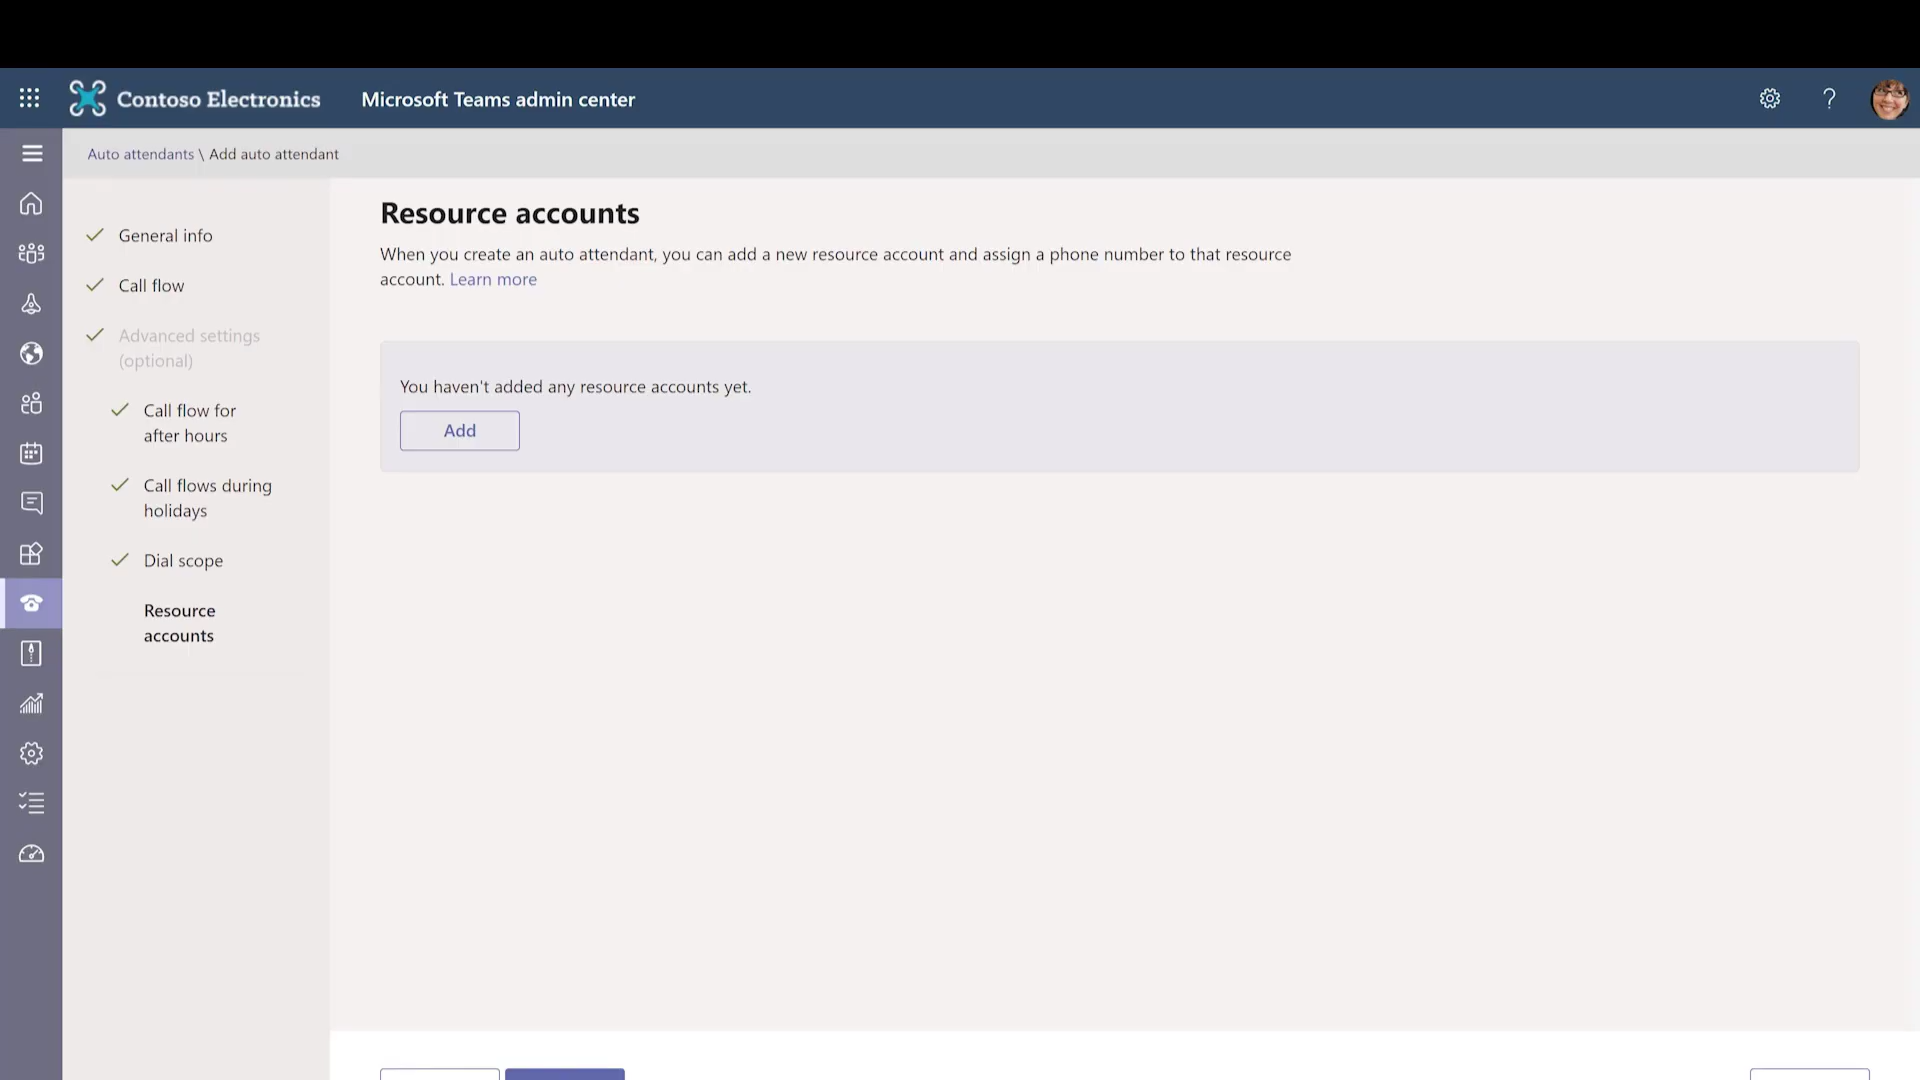 Contoso Electronics
Microsoft Teams admin center
?
Auto attendants \ Add auto attendant
General info
Call flow
Advanced settings
(optional)
Call flow for
after hours
Call flows during
holidays
Dial scope
Resource
accounts
Resource accounts
When you create an auto attendant, you can add a new resource account and assign a phone number to that resource
account. Learn more
You haven't added any resource accounts yet.
Add